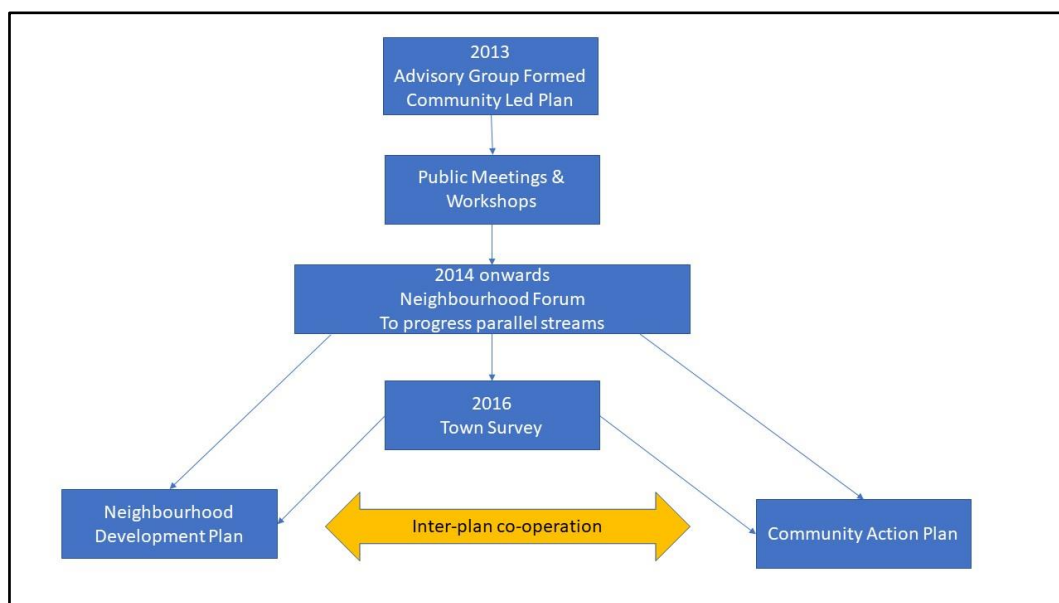 2013
Advisory Group Formed
Community Led Plan
Public Meetings &
Workshops
2014 onwards
Neighbourhood Forum
To progress parallel streams
2016
Town Survey
Neighbourhood
Development Plan
Inter-plan co-operation
Community Action Plan